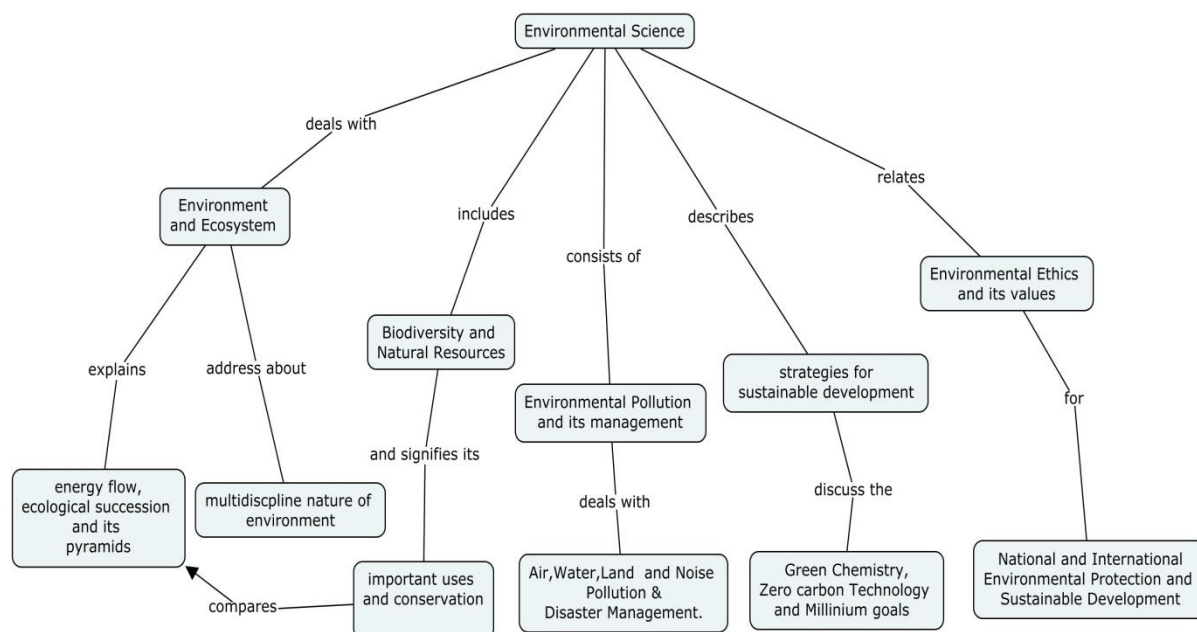 Environmental Science
deals with
Environment
and Ecosystem
includes
relates
describes
consists of
Environmental Ethics
and its values
Biodiversity and
Natural Resources
explains
address about
strategies for
sustainable development
Environmental Pollution
and its management
for
and signifies its
energy flow,
ecological succession
and its
pyramids
multidiscpline nature of
environment
deals with
discuss the
important uses
and conservation
compares
Air,Water,Land and Noise
Pollution &
Disaster Management.
Green Chemistry,
Zero carbon Technology
and Millinium goals
National and International
Environmental Protection and
Sustainable Development